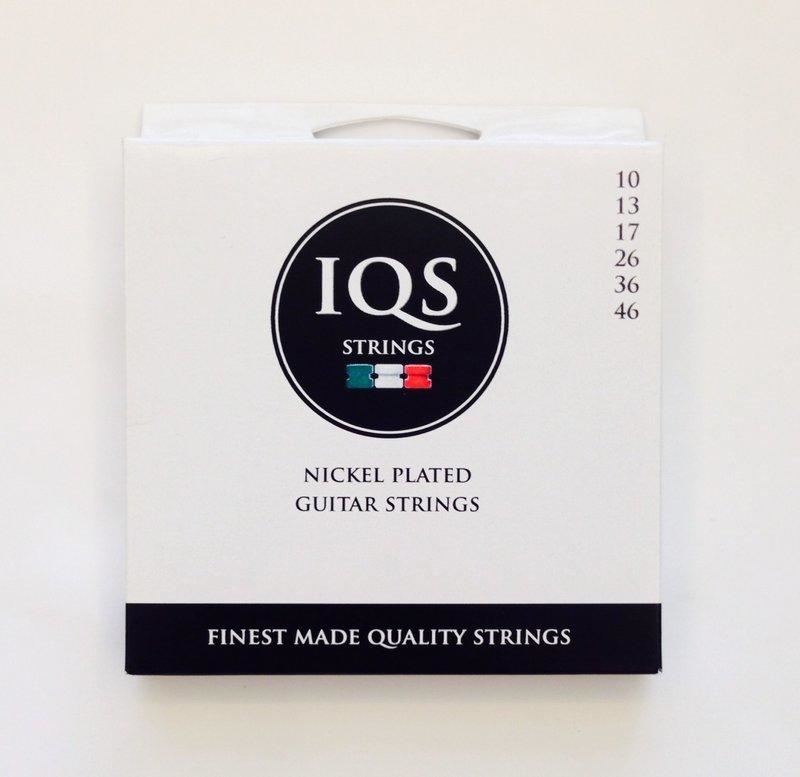 10
13
17
26
36
46
IQS
STRINGS
NICKEL PLATED
GUITAR STRINGS
FINEST MADE QUALITY STRINGS